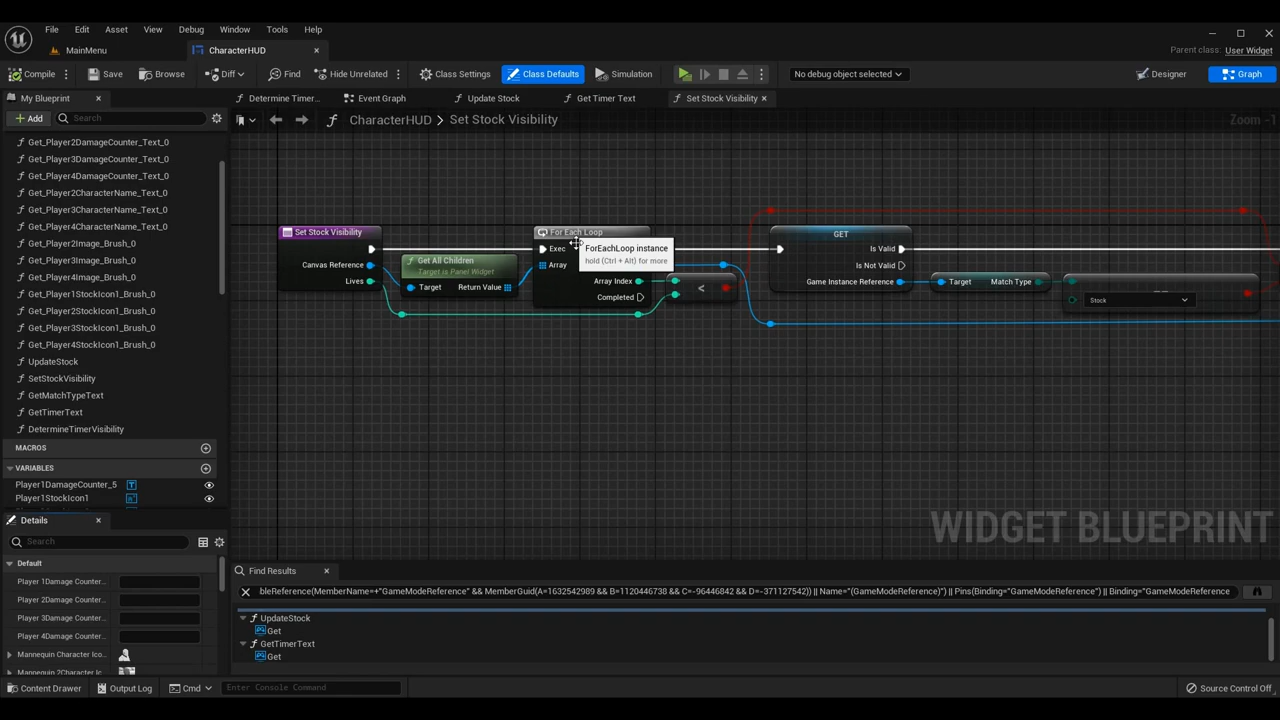 File Edit Asset View Debug Window Tools Help
MainMenu
CharacterHUD
Parent class: User Widget
Compile Save Browse Diff Find Hide Unrelated Class Settings Class Defaults Simulation No debug object selected Designer Graph
My Blueprint
Determine Timer... Event Graph Update Stock Get Timer Text Set Stock Visibility
Add Search
CharacterHUD > Set Stock Visibility
Zoom -1
Get_Player2DamageCounter_Text_0
Get_Player3DamageCounter_Text_0
Get_Player4DamageCounter_Text_0
Get_Player2CharacterName_Text_0
Get_Player3CharacterName_Text_0
Get_Player4CharacterName_Text_0
Get_Player2Image_Brush_0
Get_Player3Image_Brush_0
Get_Player4Image_Brush_0
Get_Player1StockIcon1_Brush_0
Get_Player2StockIcon1_Brush_0
Get_Player3StockIcon1_Brush_0
Get_Player4StockIcon1_Brush_0
UpdateStock
SetStockVisibility
GetMatchTypeText
GetTimerText
DetermineTimerVisibility
MACROS
VARIABLES
Player1DamageCounter_5
Player1StockIcon1
Set Stock Visibility
Canvas Reference
Lives
Get All Children
Target is Panel Widget
Target Return Value
For Each Loop
Exec
Array
Array Index
Completed
ForEachLoop instance
hold (Ctrl + Alt) for more
<
GET
Is Valid
Is Not Valid
Game Instance Reference
Target Match Type
==
Stock
WIDGET BLUEPRINT
Details
Search
Default
Player 1Damage Counter...
Player 2Damage Counter...
Player 3Damage Counter...
Player 4Damage Counter...
Mannequin Character Ico...
Mannequin 2Character Ic...
Find Results
bleReference(MemberName=+"GameModeReference" && MemberGuid(A=1632542989 && B=1120446738 && C=-96446842 && D=-371127542)) || Name="(GameModeReference)") || Pins(Binding="GameModeReference") || Binding="GameModeReference
UpdateStock
Get
GetTimerText
Get
Content Drawer Output Log Cmd Enter Console Command Source Control Off